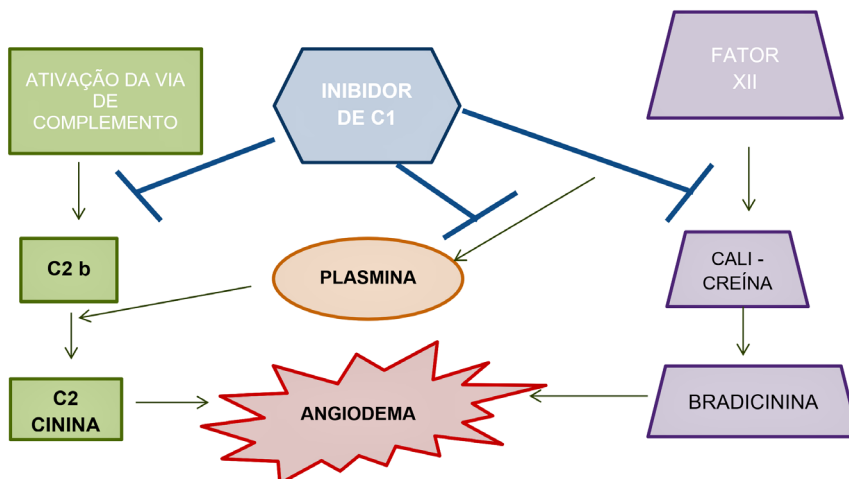 ATIVAÇÃO DA VIA
DE
COMPLEMENTO
INIBIDOR
DE C1
FATOR
XII
C2 b
PLASMINA
CALI -
CREÍNA
C2
CININA
ANGIODEMA
BRADICININA